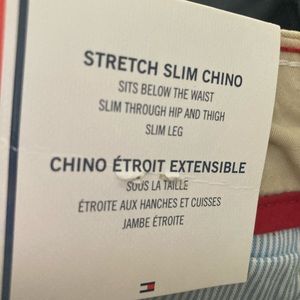 STRETCH SLIM CHINO
SITS BELOW THE WAIST
SLIM THROUGH HIP AND THIGH
SLIM LEG
CHINO ÉTROIT EXTENSIBLE
SOUS LA TAILLE
ÉTROITE AUX HANCHES ET CUISSES
JAMBE ÉTROITE